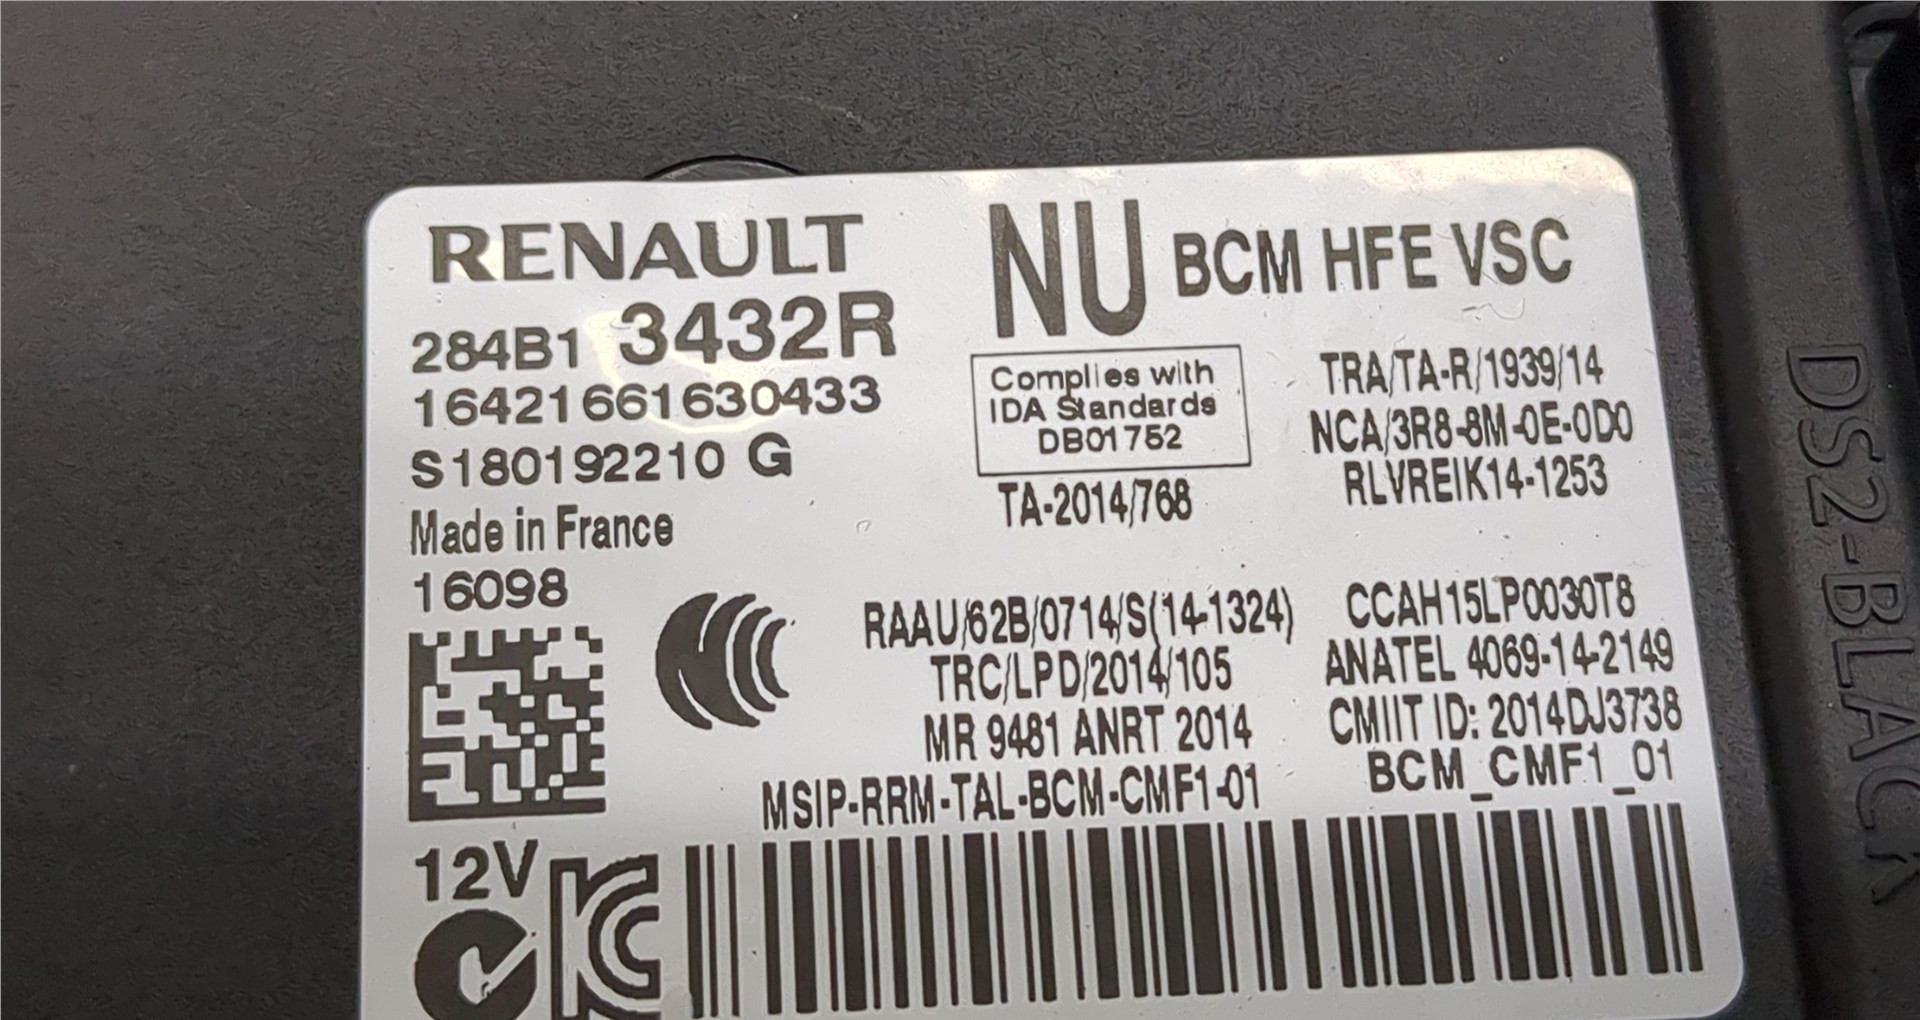 RENAULT
284B1 3432R
16421661630433
S180192210 G
Made in France
16098
12V
NU BCM HFE VSC
Complies with
IDA Standards
DB01752
TA-2014/768
TRA/TA-R/1939/14
NCA/3R8-8M-0E-0D0
RLVREIK14-1253
RAAU/62B/0714/S(14-1324)
TRC/LPD/2014/105
MR 9481 ANRT 2014
MSIP-RRM-TAL-BCM-CMF1-01
CCAH15LP0030T8
ANATEL 4069-14-2149
CMIIT ID: 2014DJ3738
BCM_CMF1_01
DS2-BLACK